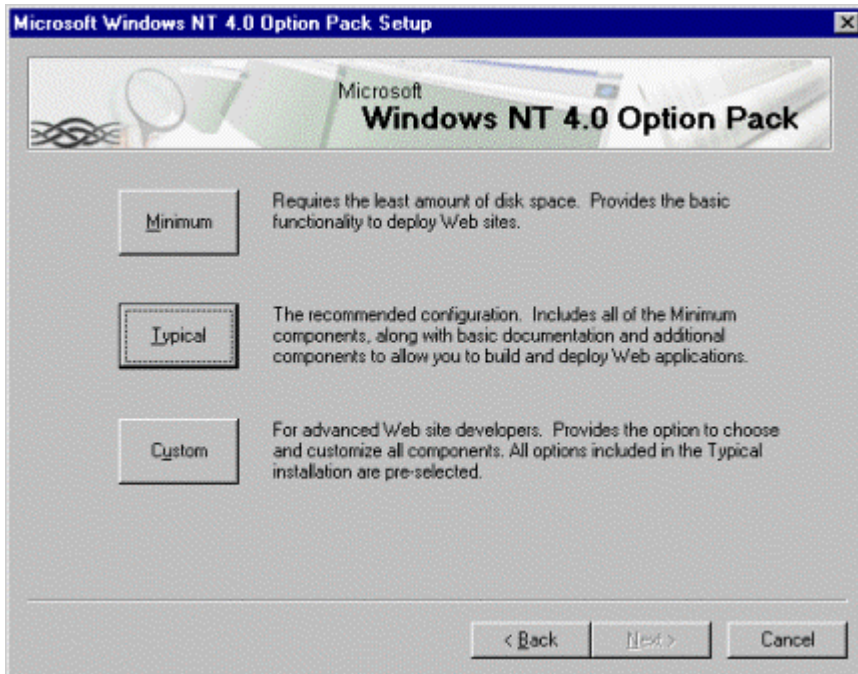 Microsoft Windows NT 4.0 Option Pack Setup
Microsoft
Windows NT 4.0 Option Pack
Minimum
Requires the least amount of disk space. Provides the basic
functionality to deploy Web sites.
Typical
The recommended configuration. Includes all of the Minimum
components, along with basic documentation and additional
components to allow you to build and deploy Web applications.
Custom
For advanced Web site developers. Provides the option to choose
and customize all components. All options included in the Typical
installation are pre-selected.
< Back
Next >
Cancel